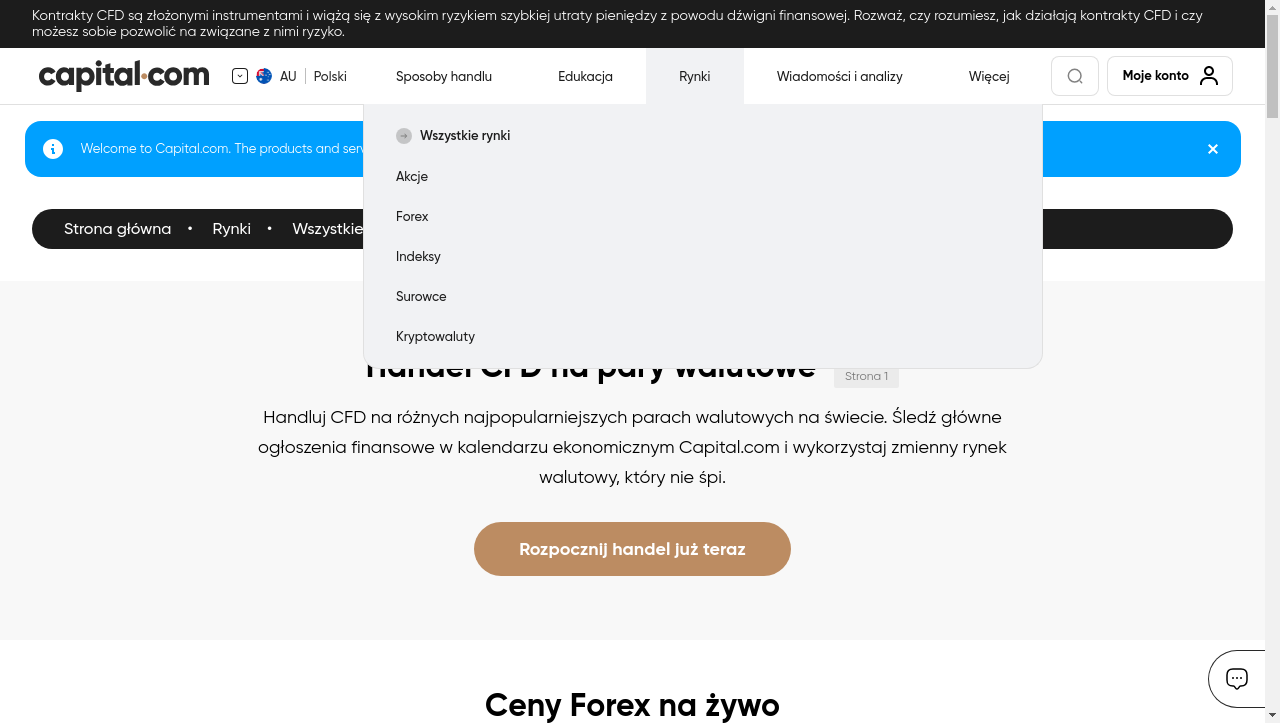 Kontrakty CFD są złożonymi instrumentami i wiążą się z wysokim ryzykiem szybkiej utraty pieniędzy z powodu dźwigni finansowej. Rozważ, czy rozumiesz, jak działają kontrakty CFD i czy
możesz sobie pozwolić na związane z nimi ryzyko.
capital.com AU Polski Sposoby handlu Edukacja Rynki Wiadomości i analizy Więcej Moje konto
Wszystkie rynki
Welcome to Capital.com. The products and
Akcje
Forex
Strona główna • Rynki • Wszystkie
Indeksy
Surowce
Kryptowaluty
Handel CFD na pary walutowe Strona 1
Handluj CFD na różnych najpopularniejszych parach walutowych na świecie. Śledź główne
ogłoszenia finansowe w kalendarzu ekonomicznym Capital.com i wykorzystaj zmienny rynek
walutowy, który nie śpi.
Rozpocznij handel już teraz
Ceny Forex na żywo